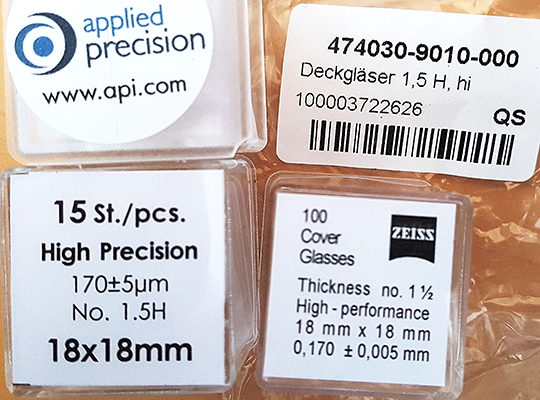 applied
precision
www.api.com
474030-9010-000
Deckgläser 1,5 H, hi
100003722626
QS
15 St./pcs.
High Precision
170±5µm
No. 1.5H
18x18mm
100
Cover
Glasses
ZEISS
Thickness no. 1 ½
High - performance
18 mm x 18 mm
0,170 ± 0,005 mm